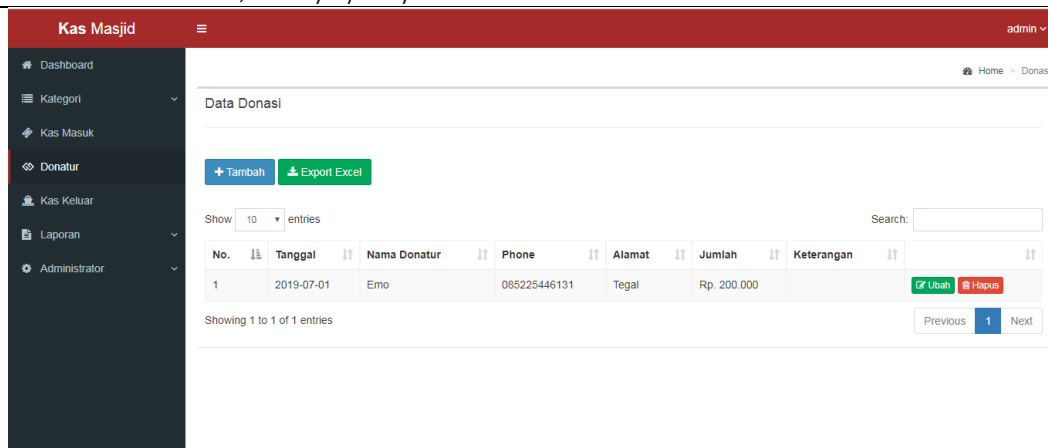 Kas Masjid
admin
Dashboard
Kategori
Kas Masuk
Donatur
Kas Keluar
Laporan
Administrator
Home > Donas
Data Donasi
Tambah Export Excel
Show 10 entries Search:
No. Tanggal Nama Donatur Phone Alamat Jumlah Keterangan
1 2019-07-01 Emo 085225446131 Tegal Rp. 200.000 Ubah Hapus
Showing 1 to 1 of 1 entries Previous 1 Next